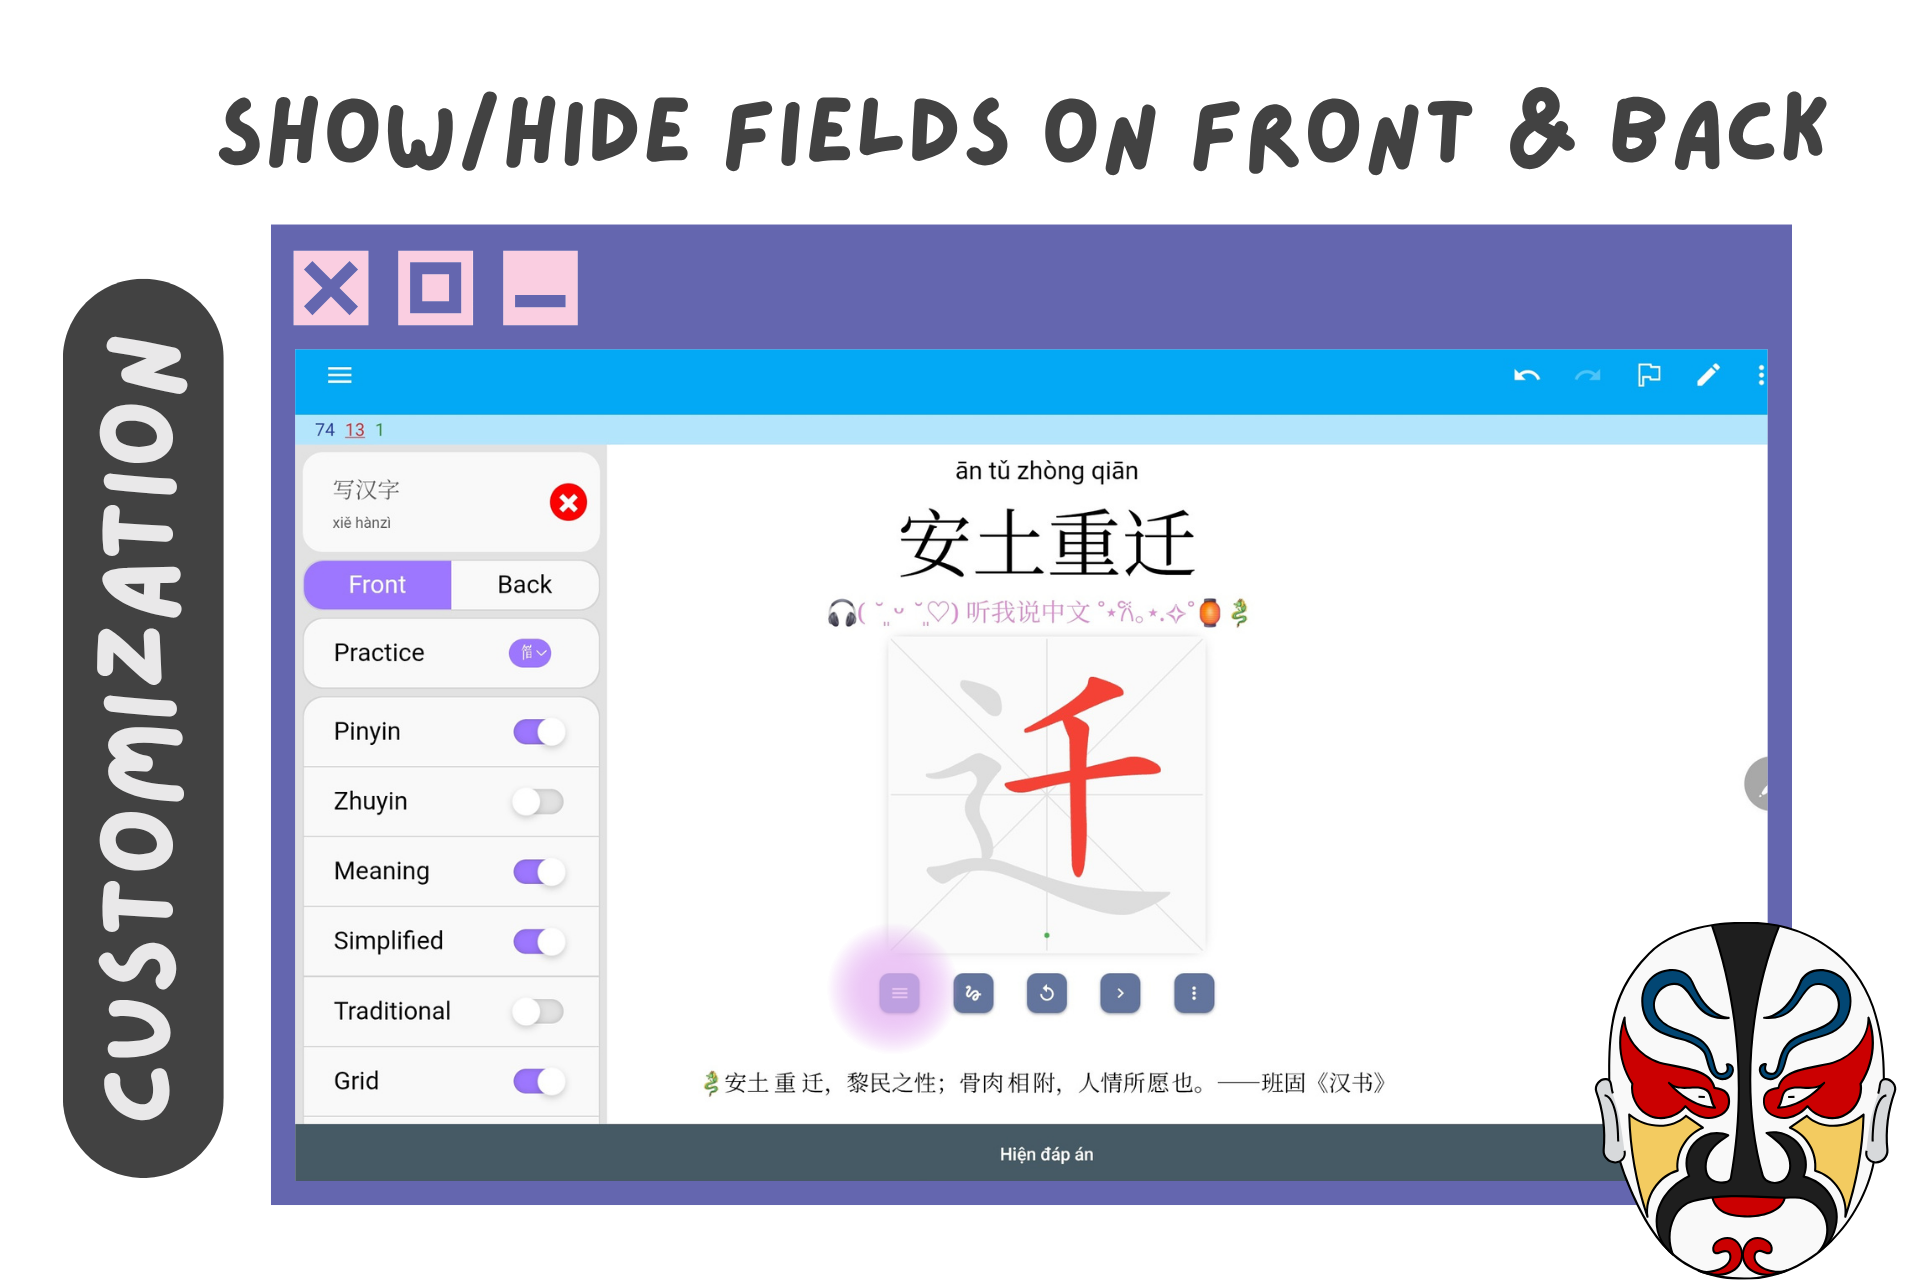 SHOW/HIDE FIELDS ON FRONT & BACK
CUSTOMIZATION
74 13 1
写汉字
xiě hànzì
Front Back
Practice
Pinyin
Zhuyin
Meaning
Simplified
Traditional
Grid
ān tǔ zhòng qiān
安土重迁
听我说中文
迁
安土重迁，黎民之性；骨肉相附，人情所愿也。——班固《汉书》
Hiện đáp án